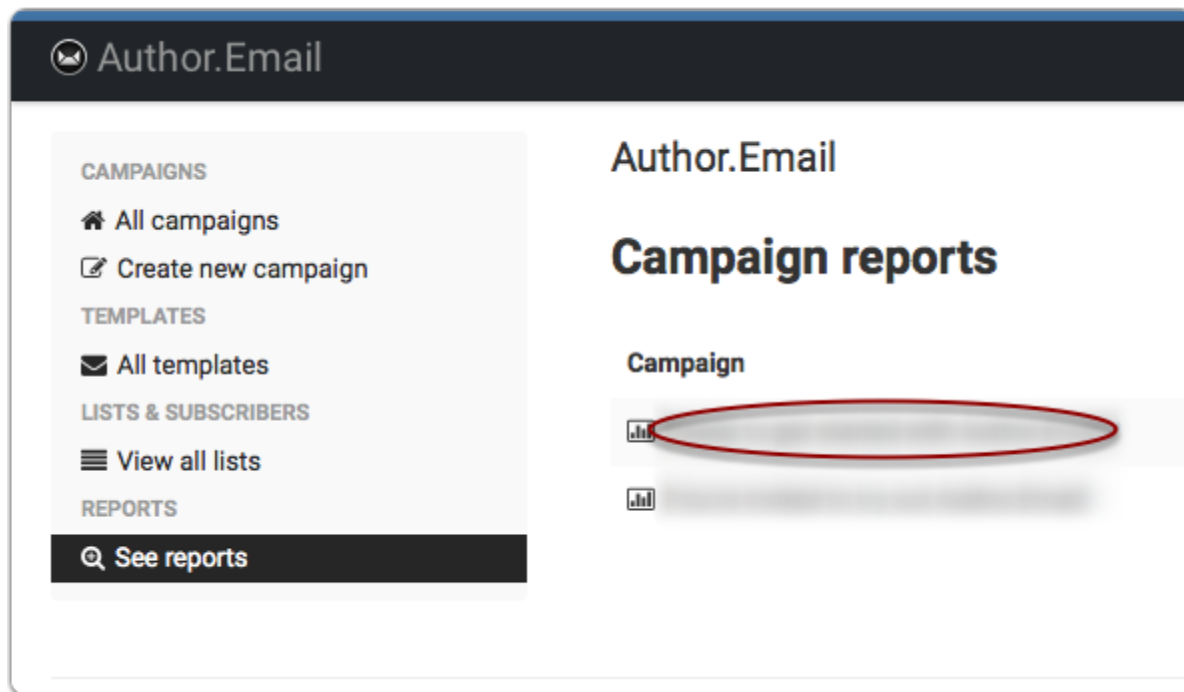 Author.Email
CAMPAIGNS
All campaigns
Create new campaign
TEMPLATES
All templates
LISTS & SUBSCRIBERS
View all lists
REPORTS
See reports
Author.Email
Campaign reports
Campaign